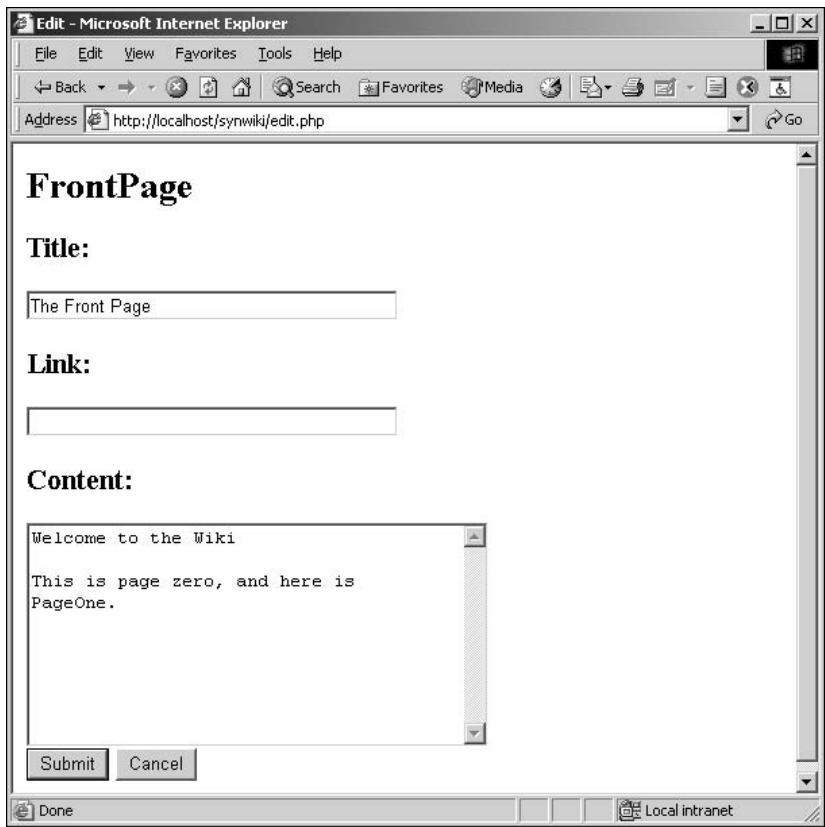 Edit - Microsoft Internet Explorer
File Edit View Favorites Tools Help
Back Search Favorites Media
Address http://localhost/synwiki/edit.php Go
FrontPage
Title:
The Front Page
Link:
Content:
Welcome to the Wiki
This is page zero, and here is
PageOne.
Submit Cancel
Done Local intranet